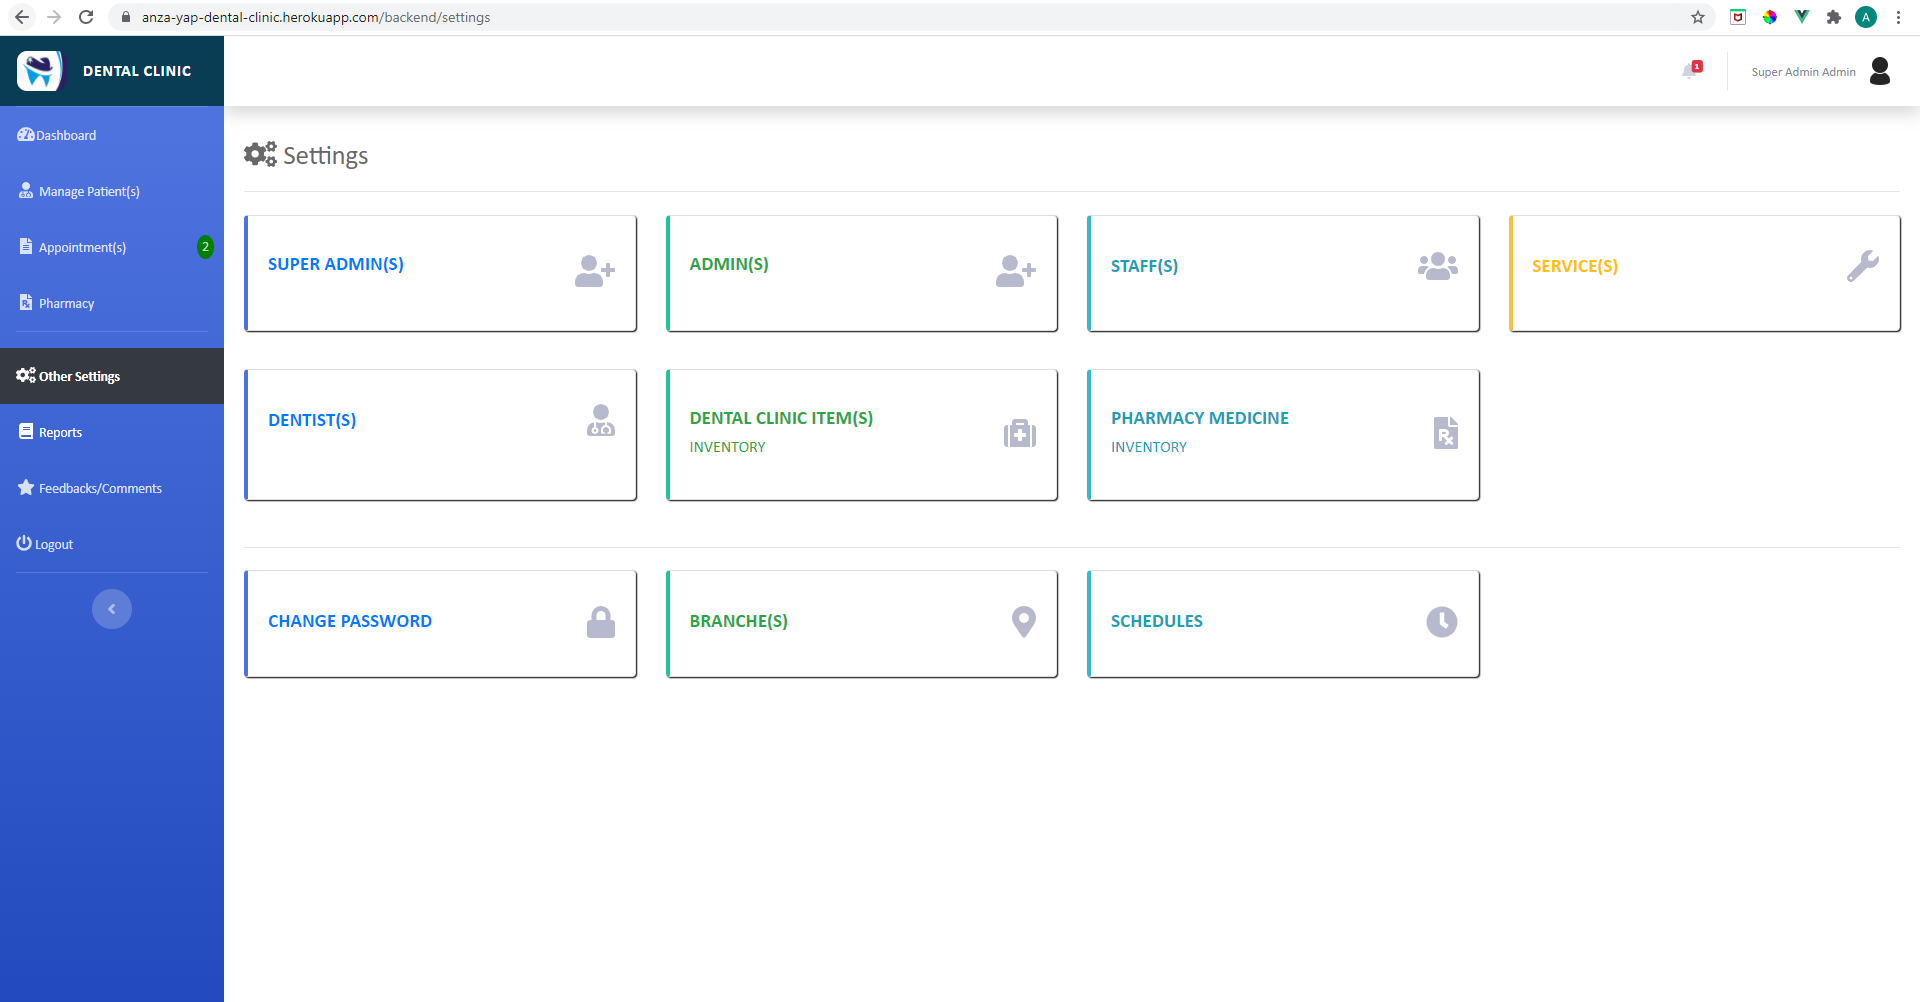 anza-yap-dental-clinic.herokuapp.com/backend/settings
A
DENTAL CLINIC
1
Super Admin Admin
Dashboard
Manage Patient(s)
Appointment(s) 2
Pharmacy
Other Settings
Reports
Feedbacks/Comments
Logout
Settings
SUPER ADMIN(S)
ADMIN(S)
STAFF(S)
SERVICE(S)
DENTIST(S)
DENTAL CLINIC ITEM(S)
INVENTORY
PHARMACY MEDICINE
INVENTORY
CHANGE PASSWORD
BRANCHE(S)
SCHEDULES